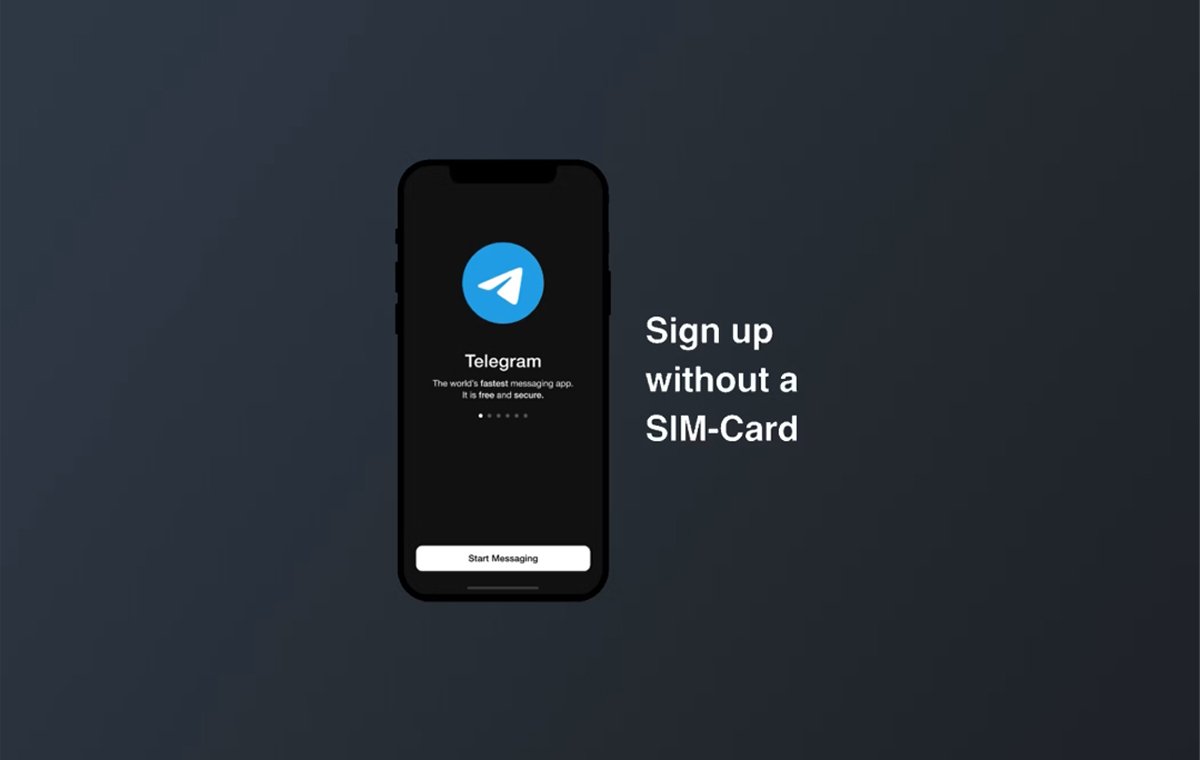 Telegram
The world's fastest messaging app.
It is free and secure.
Start Messaging
Sign up
without a
SIM-Card